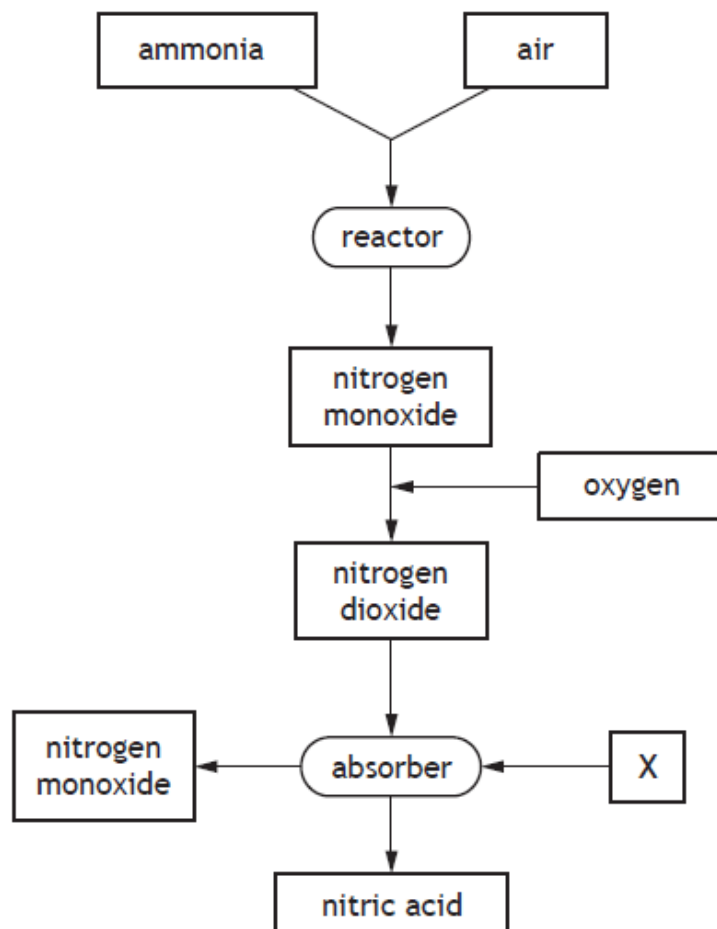 ammonia
air
reactor
nitrogen
monoxide
oxygen
nitrogen
dioxide
nitrogen
monoxide
absorber
X
nitric acid